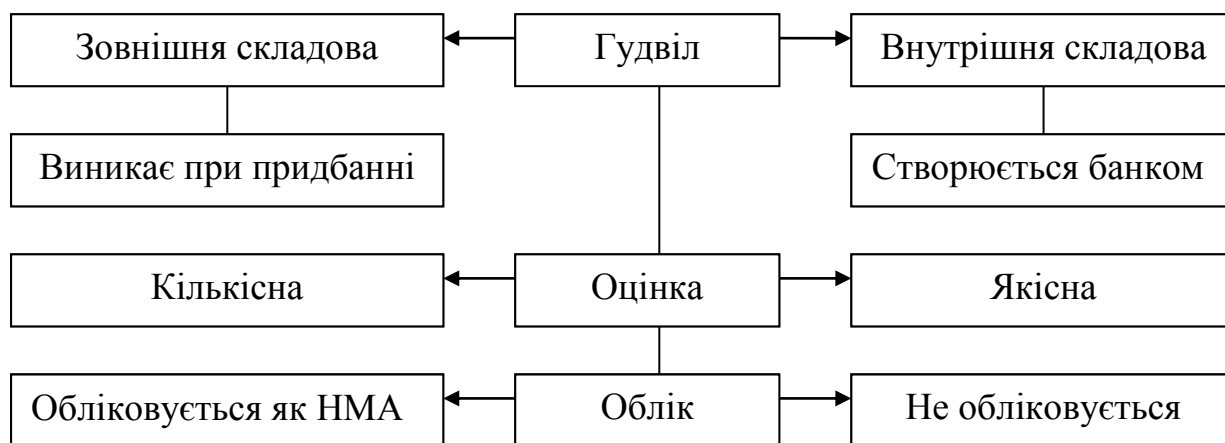 Зовнішня складова
Гудвіл
Внутрішня складова
Виникає при придбанні
Створюється банком
Кількісна
Оцінка
Якісна
Обліковується як НМА
Облік
Не обліковується